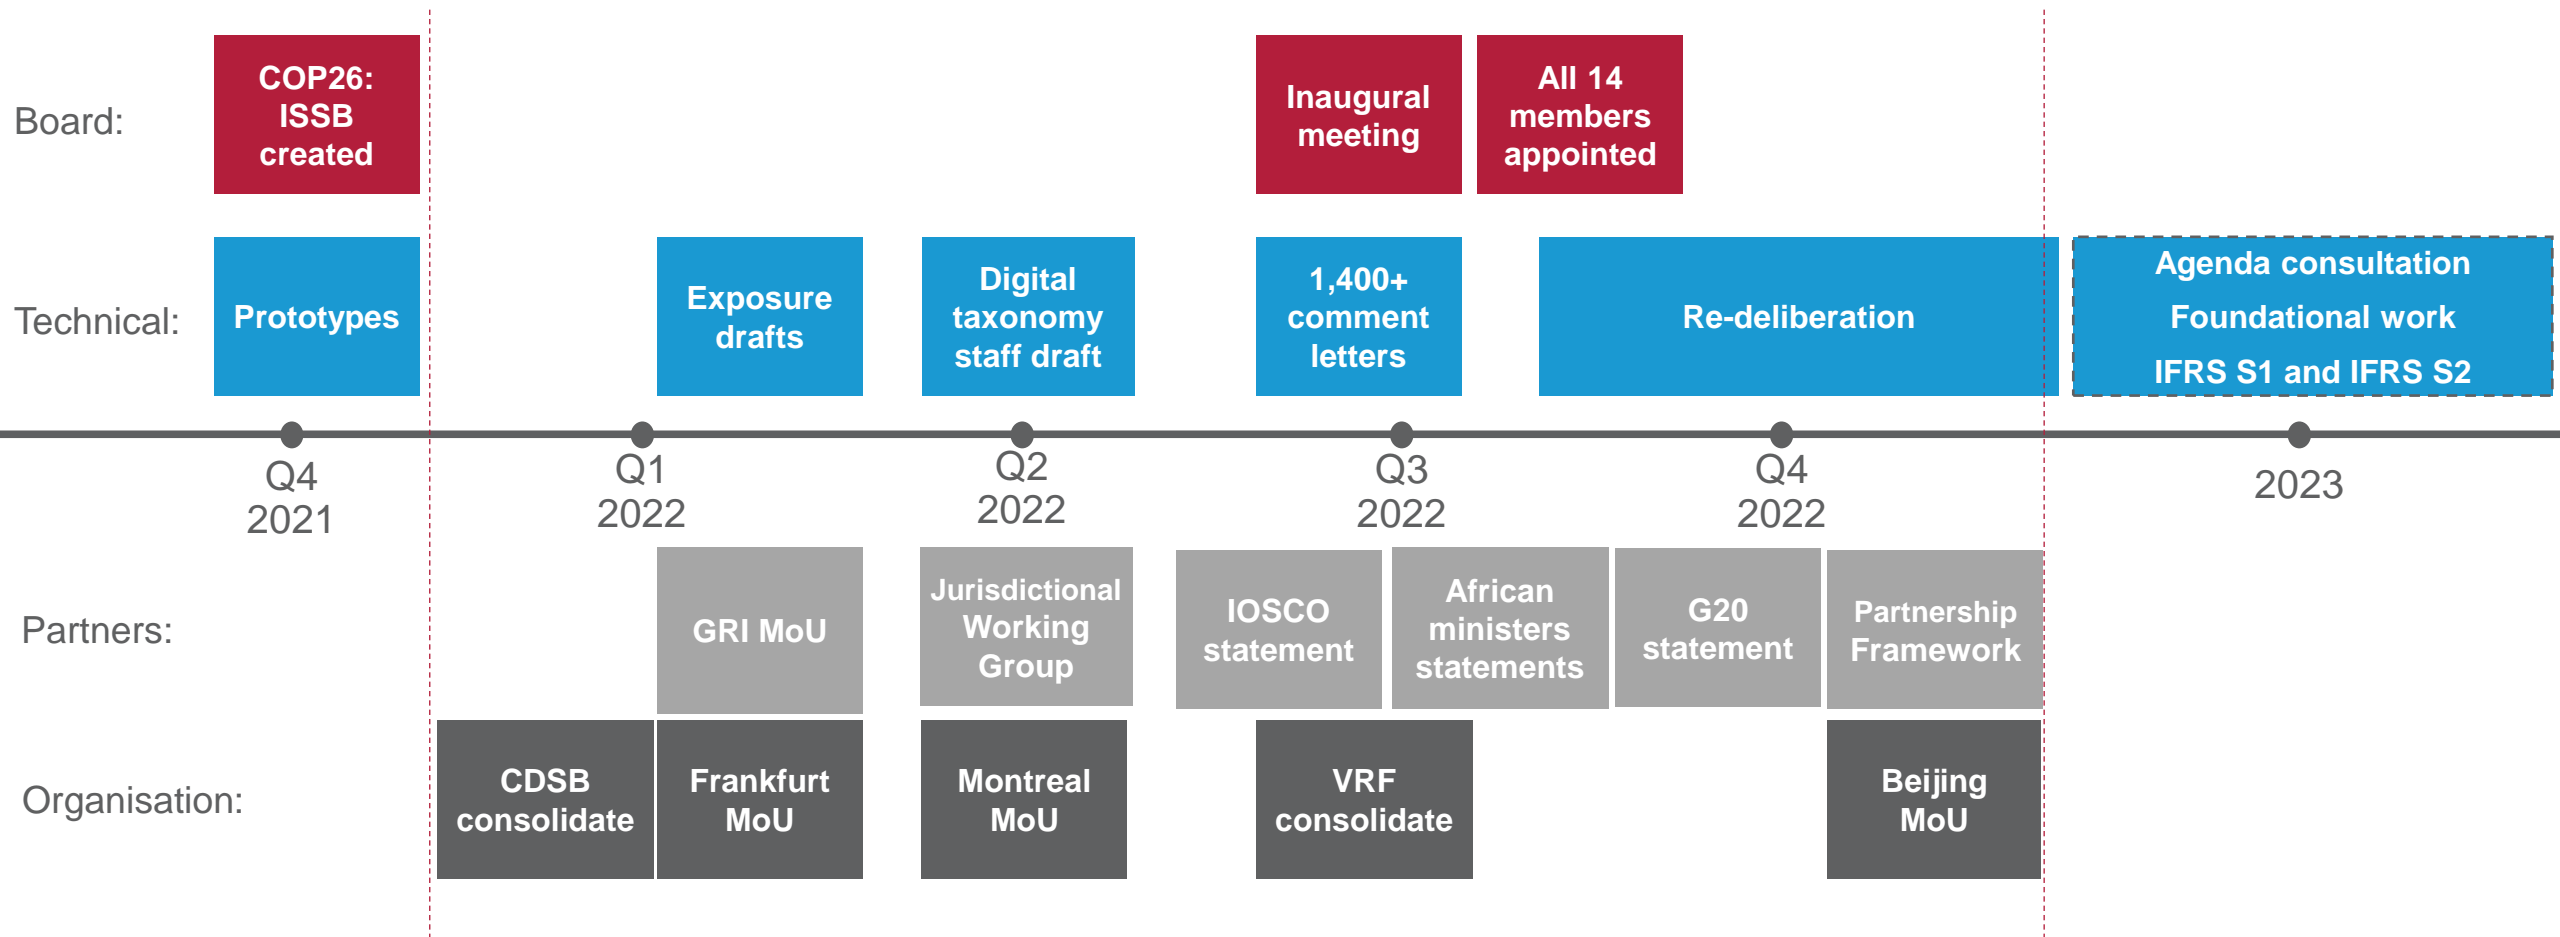 Board:
COP26:
ISSB
created
Inaugural
meeting
All 14
members
appointed
Technical:
Prototypes
Exposure
drafts
Digital
taxonomy
staff draft
1,400+
comment
letters
Re-deliberation
Agenda consultation
Foundational work
IFRS S1 and IFRS S2
Q4
2021
Q1
2022
Q2
2022
Q3
2022
Q4
2022
2023
Partners:
GRI MoU
Jurisdictional
Working
Group
IOSCO
statement
African
ministers
statements
G20
statement
Partnership
Framework
Organisation:
CDSB
consolidate
Frankfurt
MoU
Montreal
MoU
VRF
consolidate
Beijing
MoU